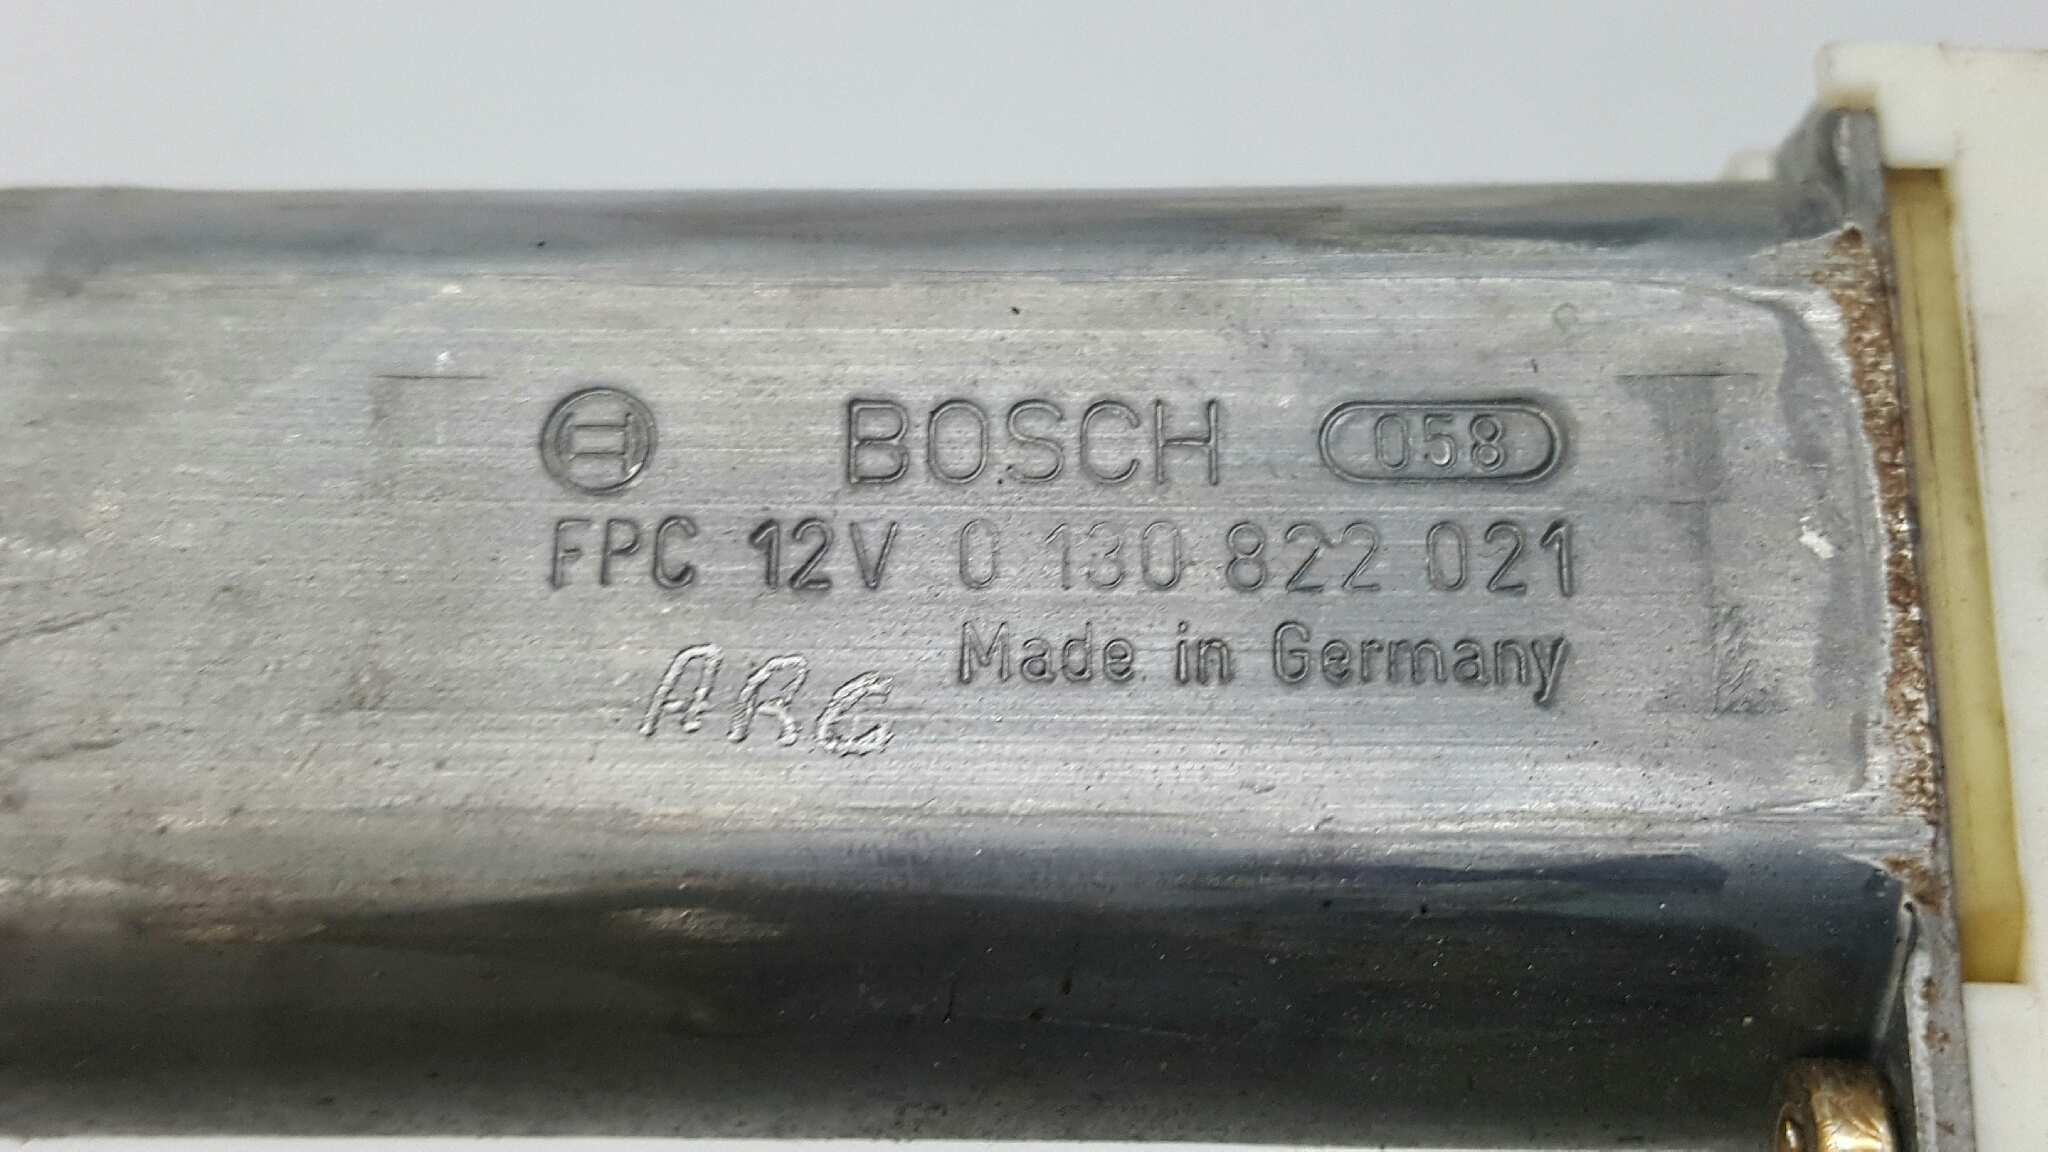 BOSCH 058
FPC 12V 0 130 822 021
Made in Germany
ARG